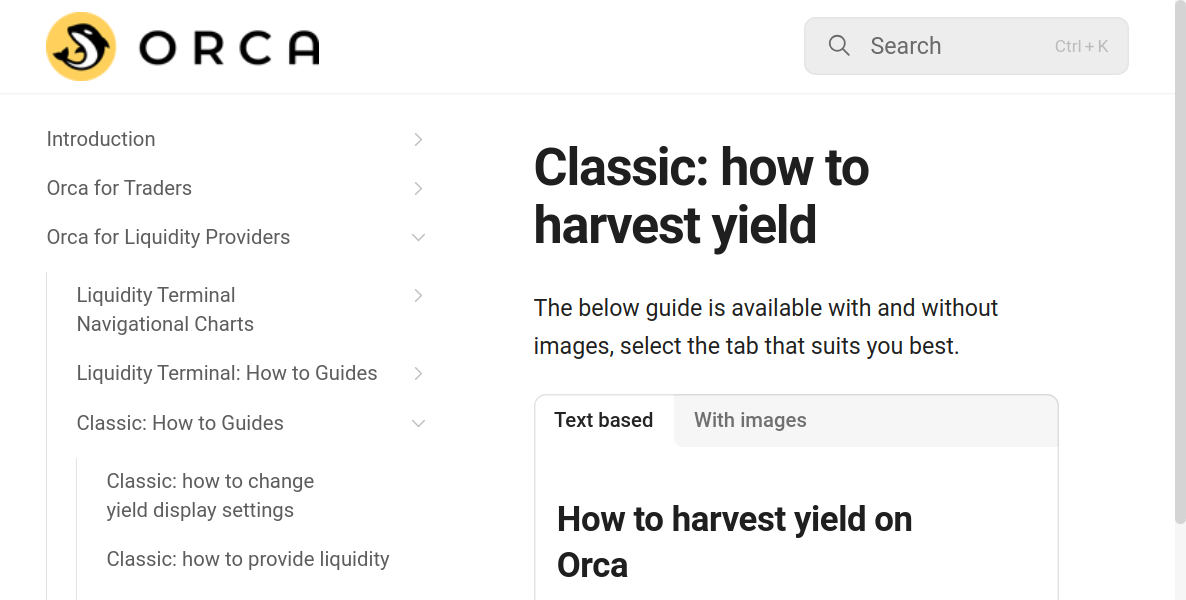 ORCA
Search
Ctrl + K
Introduction
Orca for Traders
Orca for Liquidity Providers
Liquidity Terminal
Navigational Charts
Liquidity Terminal: How to Guides
Classic: How to Guides
Classic: how to change
yield display settings
Classic: how to provide liquidity
Classic: how to
harvest yield
The below guide is available with and without
images, select the tab that suits you best.
Text based
With images
How to harvest yield on
Orca